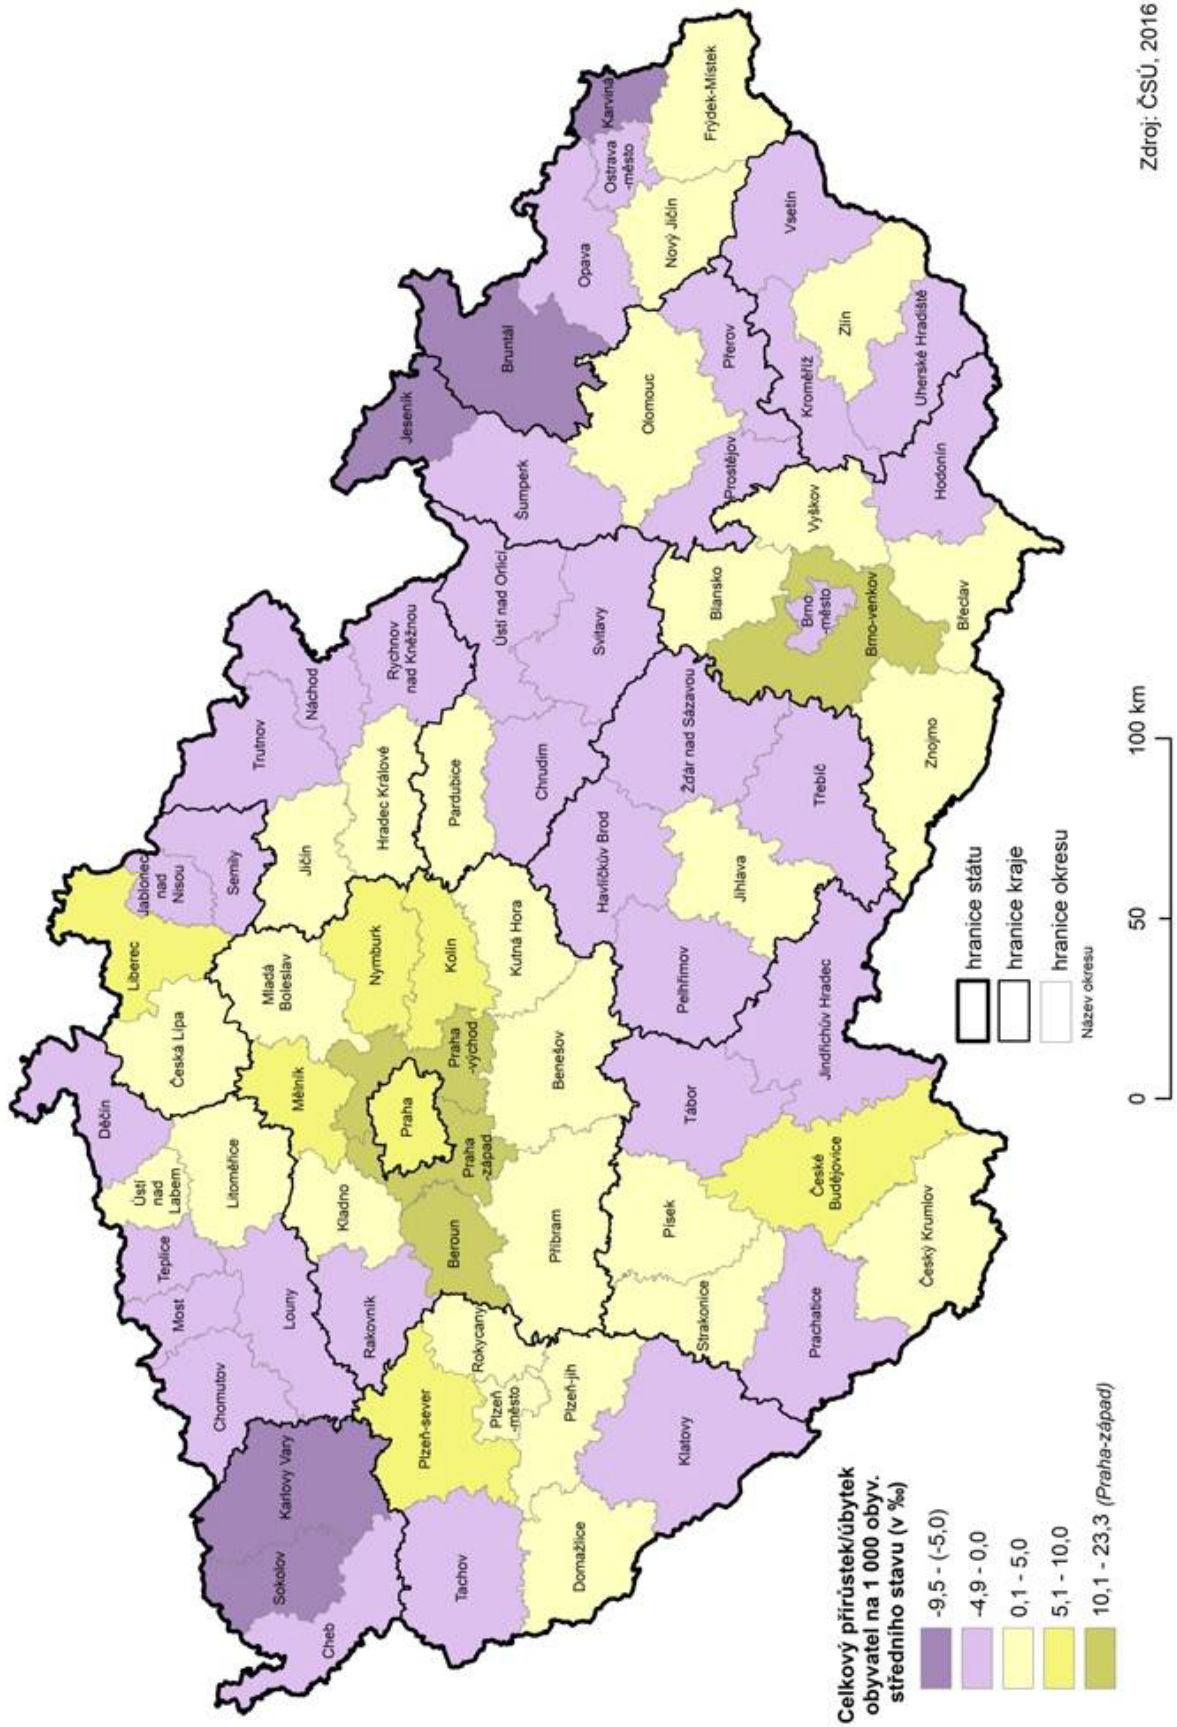 Děčín
Liberec
Jablonec
nad
Nisou
Ústí
nad
Labem
Česká Lípa
Semily
Teplice
Litoměřice
Trutnov
Most
Mělník
Mladá
Boleslav
Jičín
Náchod
Chomutov
Louny
Kladno
Nymburk
Hradec Králové
Rychnov
nad Kněžnou
Jeseník
Karlovy Vary
Sokolov
Cheb
Rakovník
Praha
Praha
-východ
Praha
-západ
Kolín
Pardubice
Ústí nad Orlicí
Šumperk
Bruntál
Opava
Karviná
Ostrava
-město
Plzeň-sever
Rokycany
Beroun
Kutná Hora
Chrudim
Svitavy
Olomouc
Nový Jičín
Frýdek-Místek
Tachov
Plzeň
-město
Plzeň-jih
Příbram
Benešov
Havlíčkův Brod
Žďár nad Sázavou
Blansko
Prostějov
Přerov
Vsetín
Domažlice
Klatovy
Strakonice
Písek
Tábor
Pelhřimov
Jihlava
Třebíč
Brno
-město
Brno-venkov
Vyškov
Kroměříž
Zlín
Prachatice
České
Budějovice
Jindřichův Hradec
Znojmo
Břeclav
Hodonín
Uherské Hradiště
Český Krumlov
Celkový přírůstek/úbytek
obyvatel na 1 000 obyv.
středního stavu (v ‰)
-9,5 - (-5,0)
-4,9 - 0,0
0,1 - 5,0
5,1 - 10,0
10,1 - 23,3 (Praha-západ)
hranice státu
hranice kraje
hranice okresu
Název okresu
0 50 100 km
Zdroj: ČSÚ, 2016